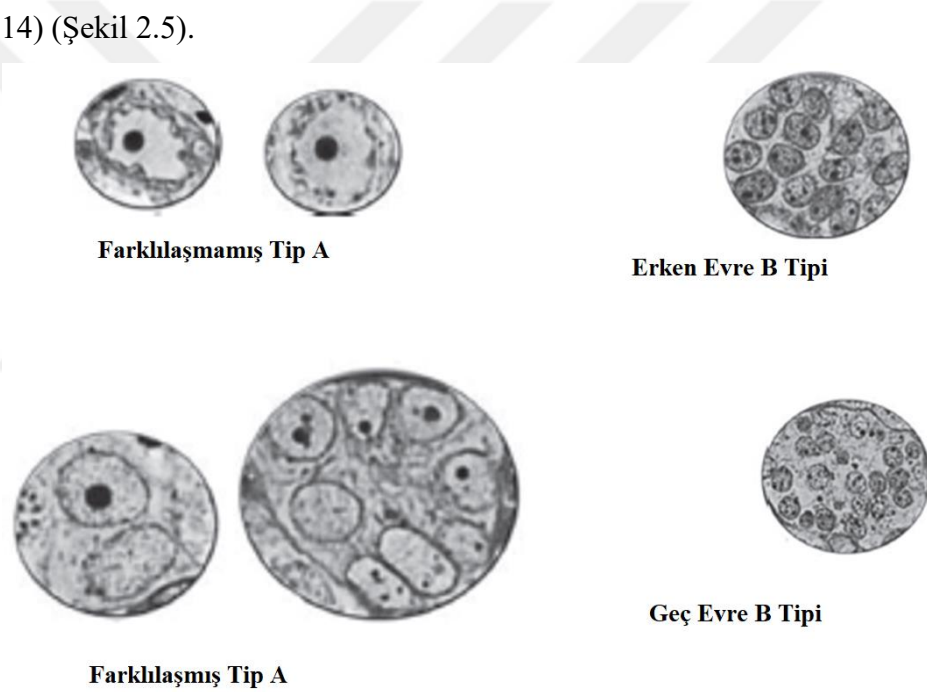 14) (Şekil 2.5).
Farklılaşmamış Tip A
Erken Evre B Tipi
Geç Evre B Tipi
Farklılaşmış Tip A